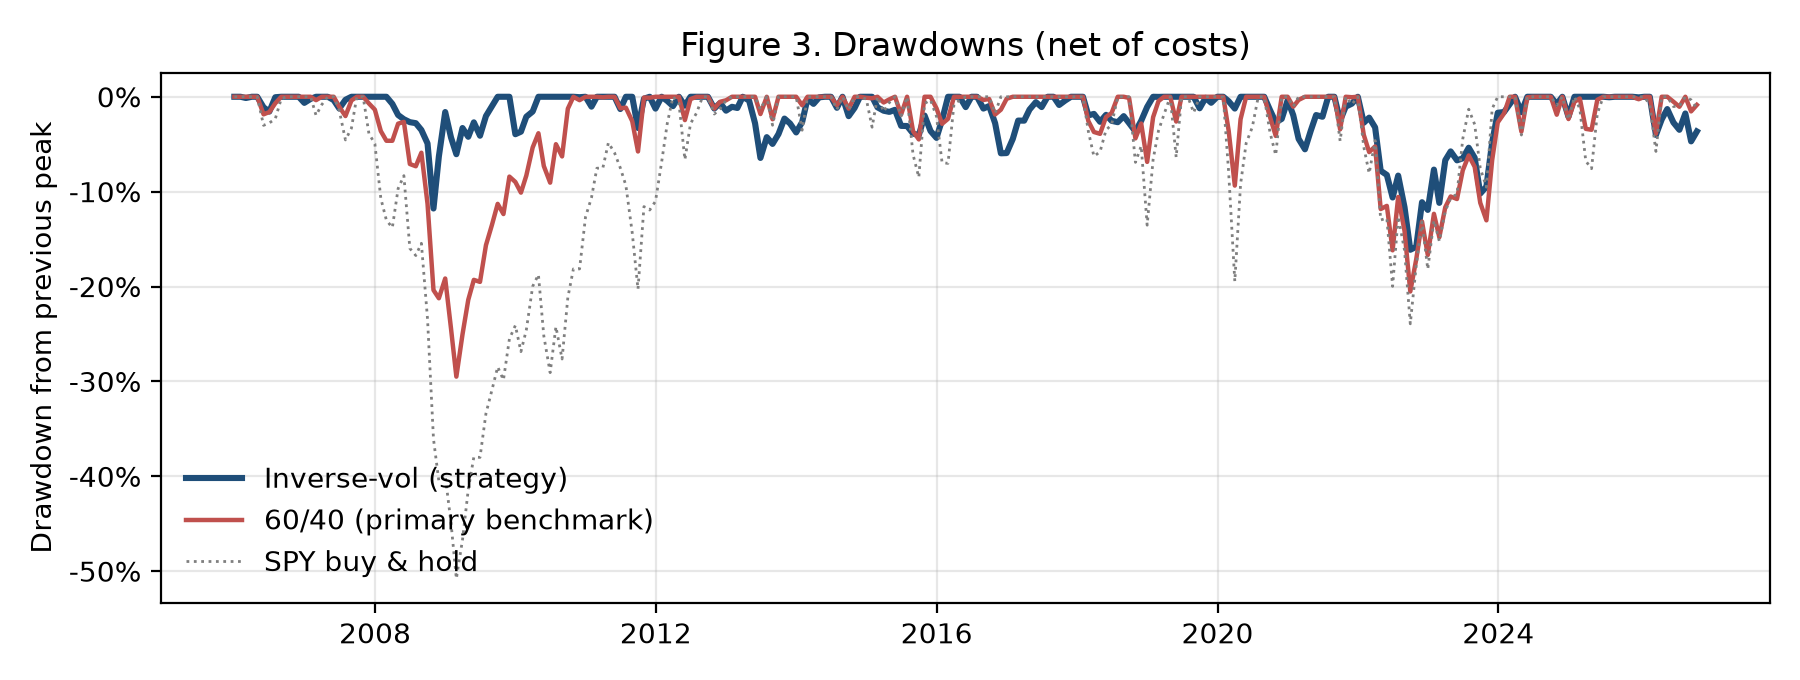 Figure 3. Drawdowns (net of costs)
Drawdown from previous peak
0%
-10%
-20%
-30%
-40%
-50%
Inverse-vol (strategy)
60/40 (primary benchmark)
SPY buy & hold
2008 2012 2016 2020 2024